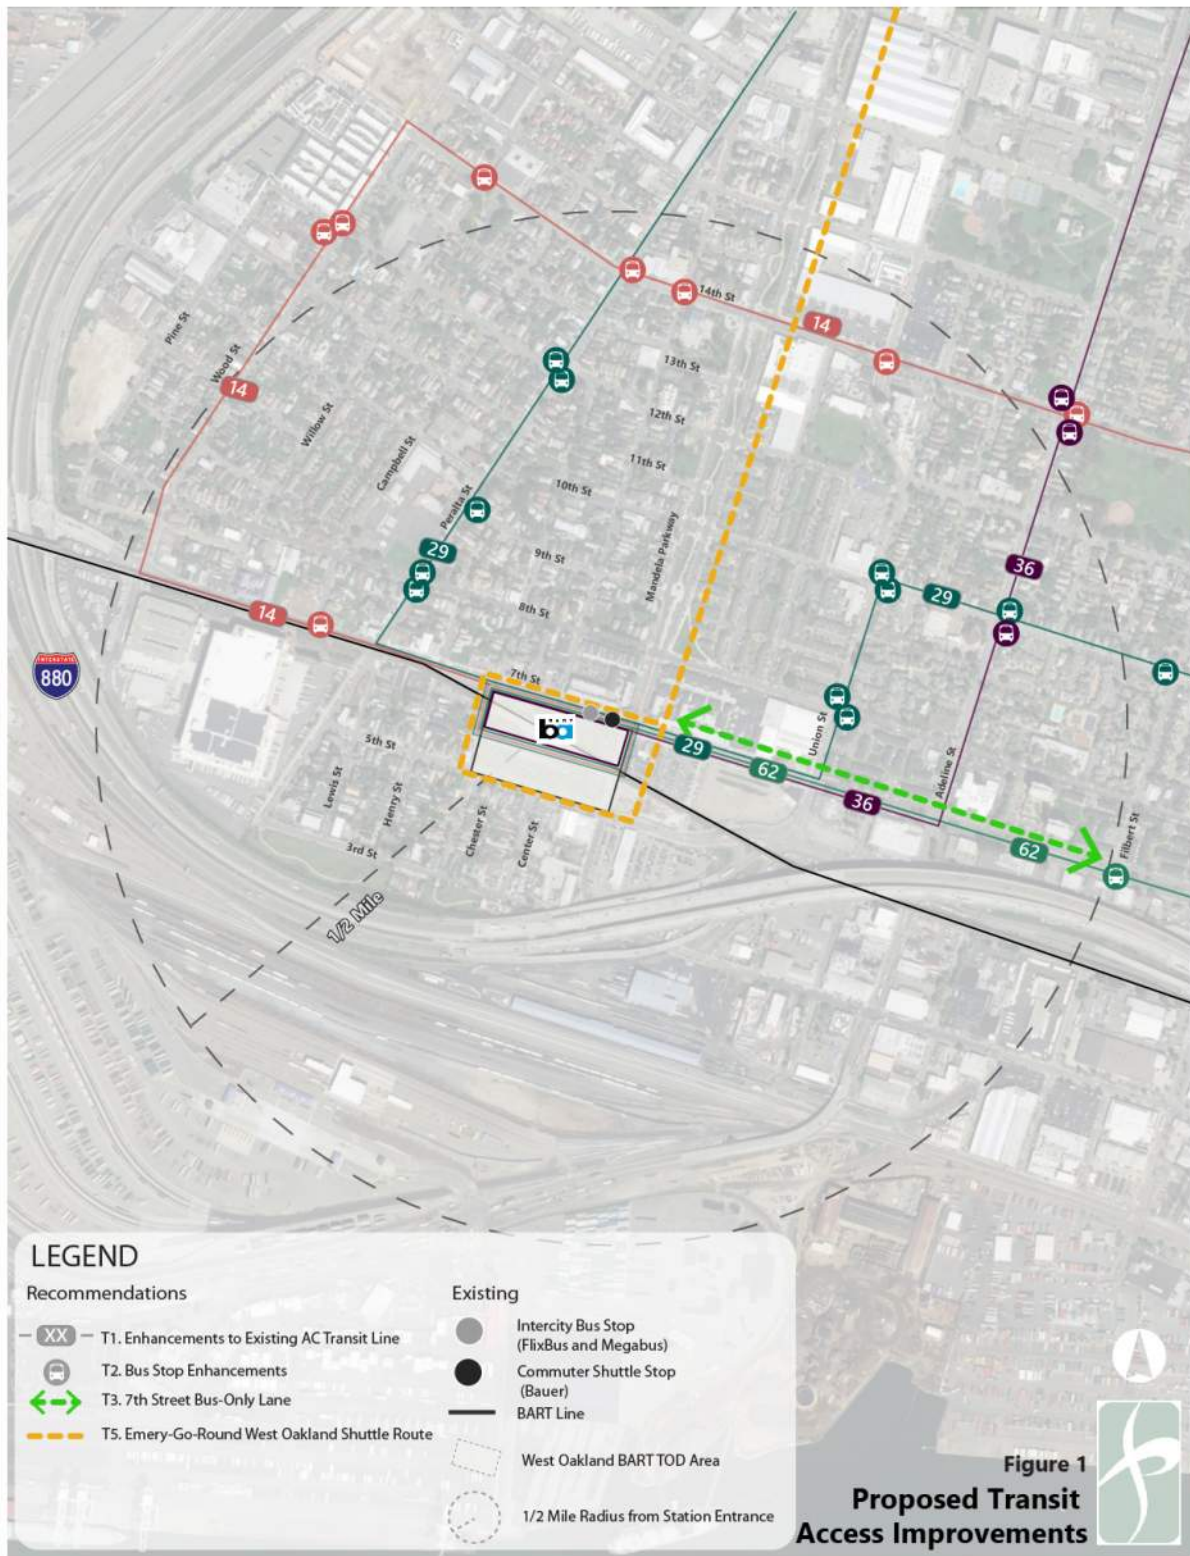 14th St
14
13th St
Pine St
Wood St
14
12th St
Willow St
11th St
Campbell St
10th St
Peralta St
29
9th St
Mandela Parkway
36
8th St
29
14
INTERSTATE
880
7th St
ba
5th St
29
Union St
62
Adeline St
36
Lewis St
Henry St
Chester St
Center St
3rd St
62
Filbert St
1/2 Mile
LEGEND
Recommendations
XX T1. Enhancements to Existing AC Transit Line
T2. Bus Stop Enhancements
T3. 7th Street Bus-Only Lane
T5. Emery-Go-Round West Oakland Shuttle Route
Existing
Intercity Bus Stop
(FlixBus and Megabus)
Commuter Shuttle Stop
(Bauer)
BART Line
West Oakland BART TOD Area
1/2 Mile Radius from Station Entrance
Figure 1
Proposed Transit
Access Improvements